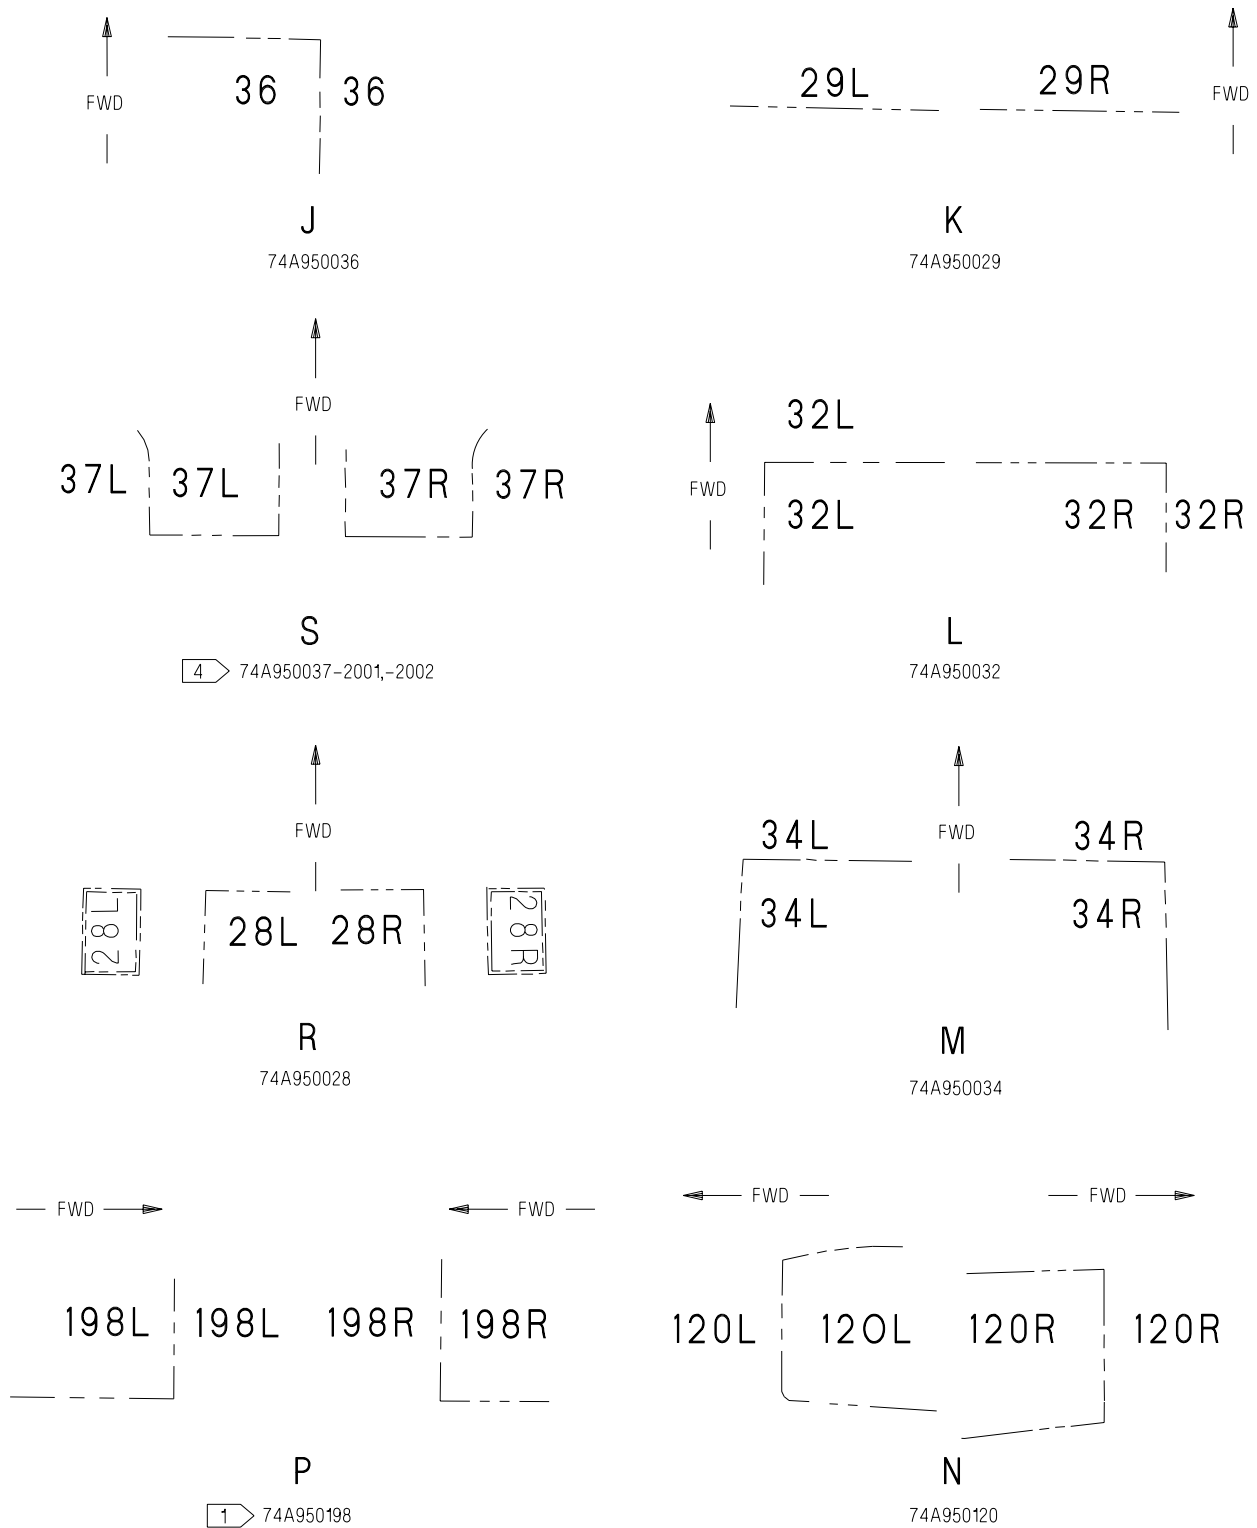 FWD
36 36
J
74A950036
29L 29R
FWD
K
74A950029
FWD
37L 37L 37R 37R
S
4 74A950037-2001,-2002
FWD
32L
32L 32R 32R
L
74A950032
FWD
28L 28L 28R 28R
R
74A950028
34L FWD 34R
34L 34R
M
74A950034
FWD FWD
198L 198L 198R 198R
P
1 74A950198
FWD FWD
120L 120L 120R 120R
N
74A950120